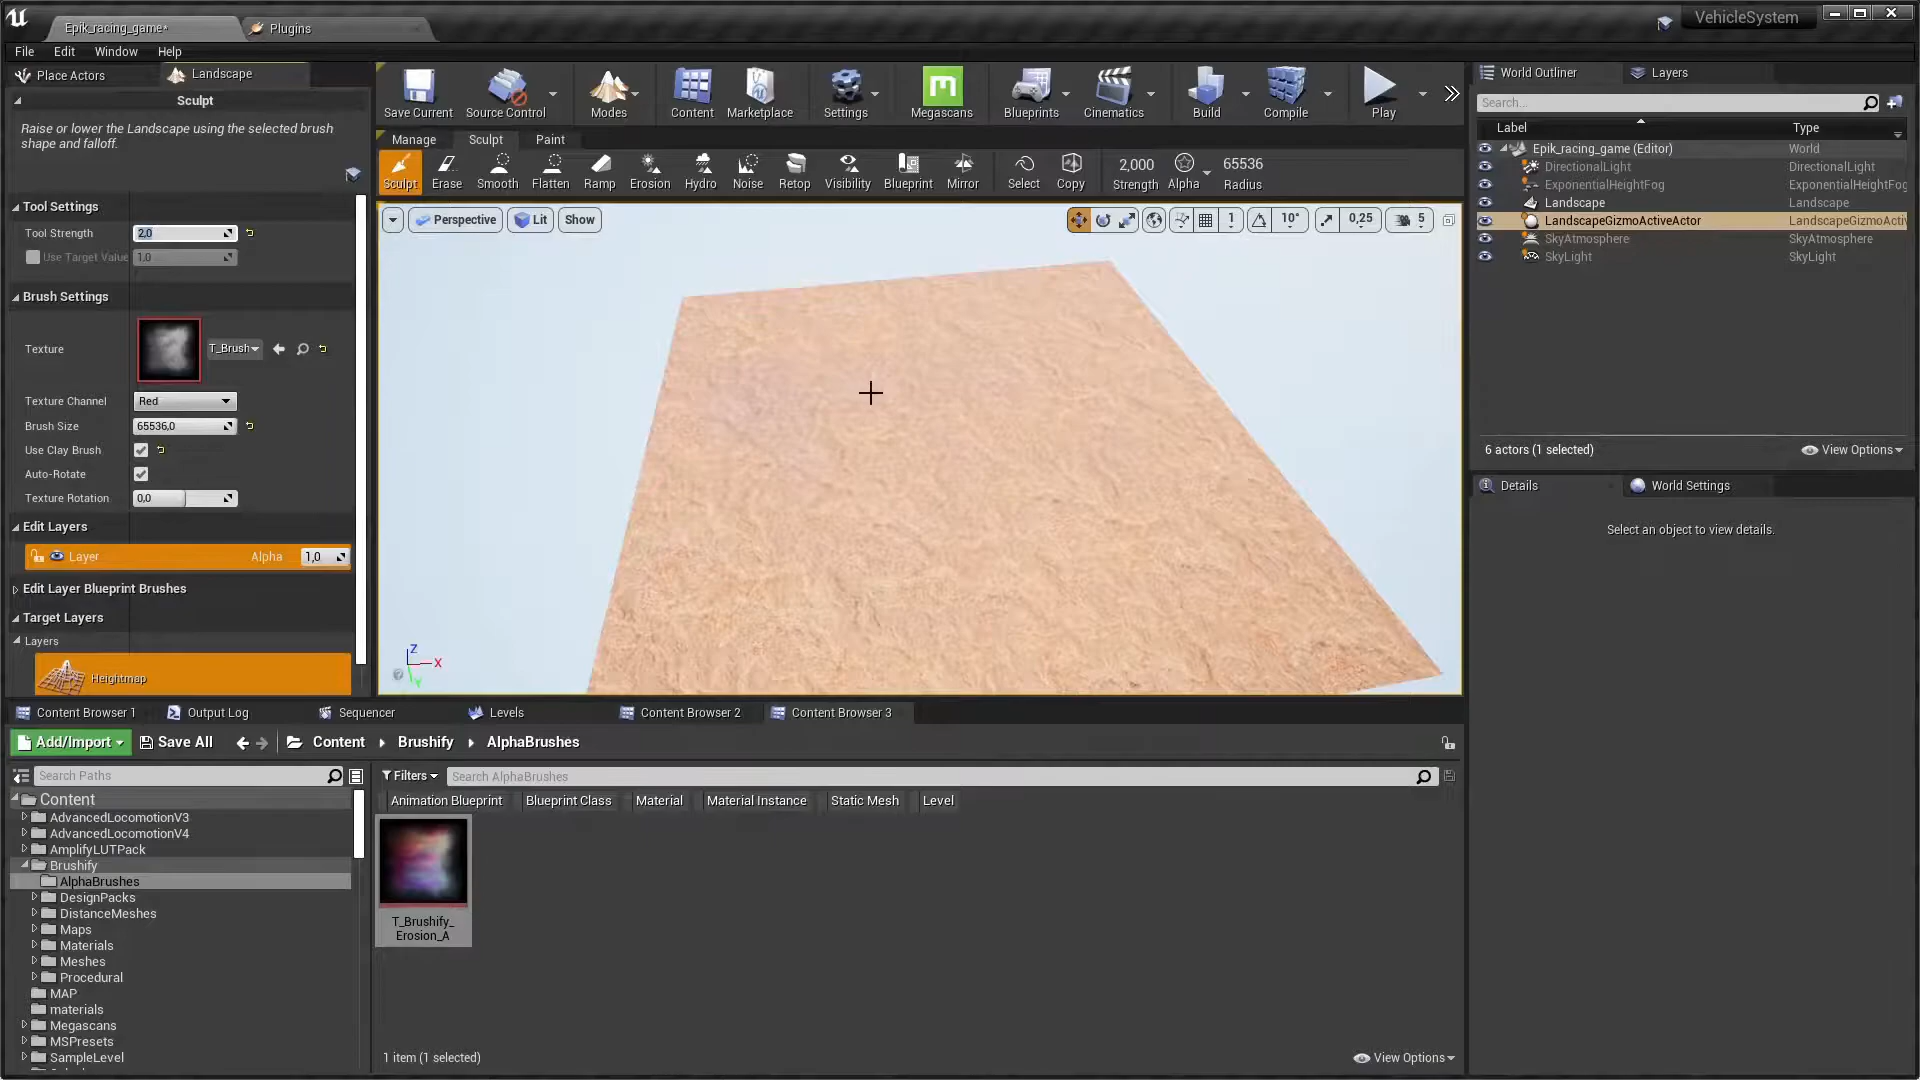 Epik_racing_game*
Plugins
VehicleSystem
File Edit Window Help
Place Actors
Landscape
Sculpt
Raise or lower the Landscape using the selected brush
shape and falloff.
Tool Settings
Tool Strength 2,0
Use Target Value 1.0
Brush Settings
Texture T_Brush
Texture Channel Red
Brush Size 65536,0
Use Clay Brush
Auto-Rotate
Texture Rotation 0,0
Edit Layers
Layer Alpha 1,0
Edit Layer Blueprint Brushes
Target Layers
Layers
Heightmap
Save Current Source Control Modes Content Marketplace Settings Megascans Blueprints Cinematics Build Compile Play
Manage Sculpt Paint
Sculpt Erase Smooth Flatten Ramp Erosion Hydro Noise Retop Visibility Blueprint Mirror Select Copy
2,000 Strength
Alpha
65536 Radius
Perspective Lit Show
1 10° 0,25 5
Z
X
Y
World Outliner Layers
Search...
Label Type
Epik_racing_game (Editor) World
DirectionalLight DirectionalLight
ExponentialHeightFog ExponentialHeightFog
Landscape Landscape
LandscapeGizmoActiveActor LandscapeGizmoActiv
SkyAtmosphere SkyAtmosphere
SkyLight SkyLight
6 actors (1 selected) View Options
Details World Settings
Select an object to view details.
Content Browser 1 Output Log Sequencer Levels Content Browser 2 Content Browser 3
Add/Import Save All Content Brushify AlphaBrushes
Search Paths
Filters Search AlphaBrushes
Animation Blueprint Blueprint Class Material Material Instance Static Mesh Level
Content
AdvancedLocomotionV3
AdvancedLocomotionV4
AmplifyLUTPack
Brushify
AlphaBrushes
DesignPacks
DistanceMeshes
Maps
Materials
Meshes
Procedural
MAP
materials
Megascans
MSPresets
SampleLevel
T_Brushify_
Erosion_A
1 item (1 selected) View Options